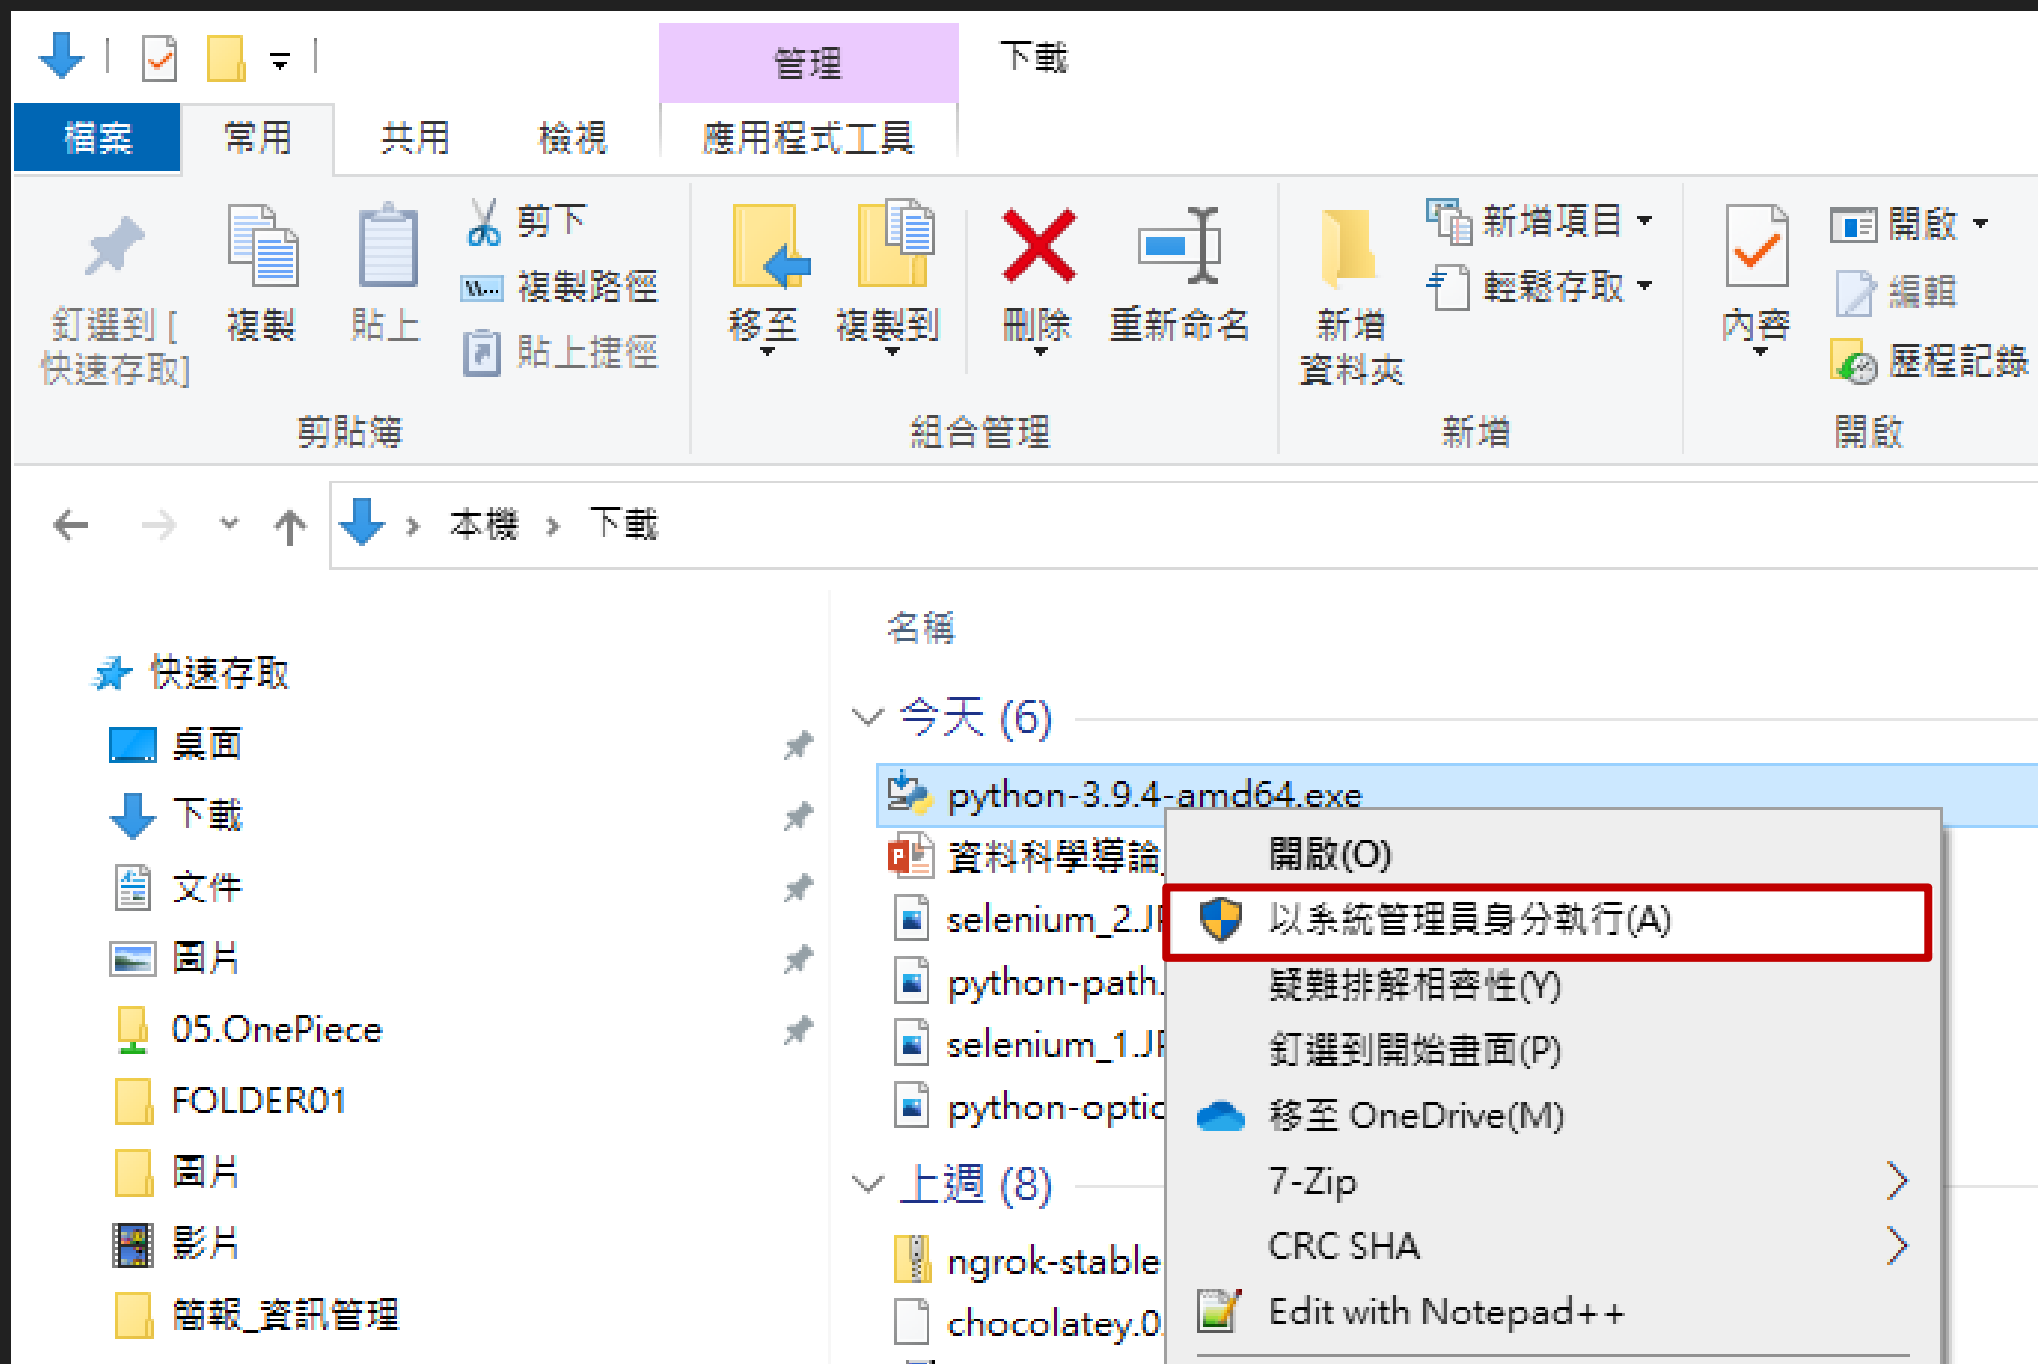 管理
下載
檔案
常用
共用
檢視
應用程式工具
釘選到 [
快速存取]
複製
貼上
剪下
複製路徑
貼上捷徑
剪貼簿
移至
複製到
刪除
重新命名
組合管理
新增
資料夾
新增項目
輕鬆存取
新增
內容
開啟
編輯
歷程記錄
開啟
本機
下載
名稱
快速存取
桌面
下載
文件
圖片
05.OnePiece
FOLDER01
圖片
影片
簡報_資訊管理
今天 (6)
python-3.9.4-amd64.exe
資料科學導論_
selenium_2.JP
python-path.
selenium_1.JP
python-optio
上週 (8)
ngrok-stable
chocolatey.0.
開啟(O)
以系統管理員身分執行(A)
疑難排解相容性(Y)
釘選到開始畫面(P)
移至 OneDrive(M)
7-Zip
CRC SHA
Edit with Notepad++